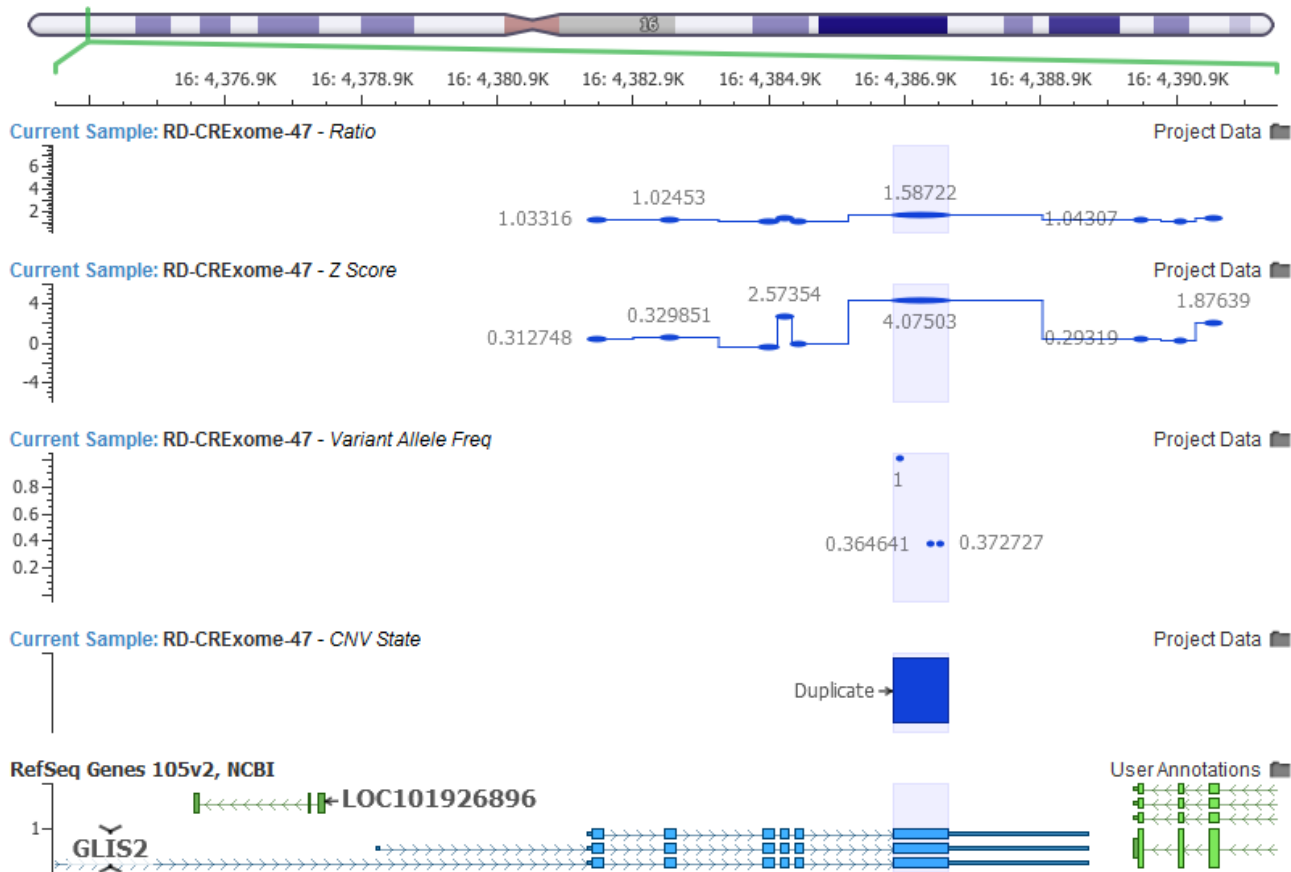 16
16: 4,376.9K 16: 4,378.9K 16: 4,380.9K 16: 4,382.9K 16: 4,384.9K 16: 4,386.9K 16: 4,388.9K 16: 4,390.9K
Current Sample: RD-CRExome-47 - Ratio Project Data
6
4
2
1.03316 1.02453 1.58722 1.04307
Current Sample: RD-CRExome-47 - Z Score Project Data
4
0
-4
0.312748 0.329851 2.57354 4.07503 0.29319 1.87639
Current Sample: RD-CRExome-47 - Variant Allele Freq Project Data
0.8
0.6
0.4
0.2
1
0.364641 0.372727
Current Sample: RD-CRExome-47 - CNV State Project Data
Duplicate
RefSeq Genes 105v2, NCBI User Annotations
LOC101926896
1
GLIS2